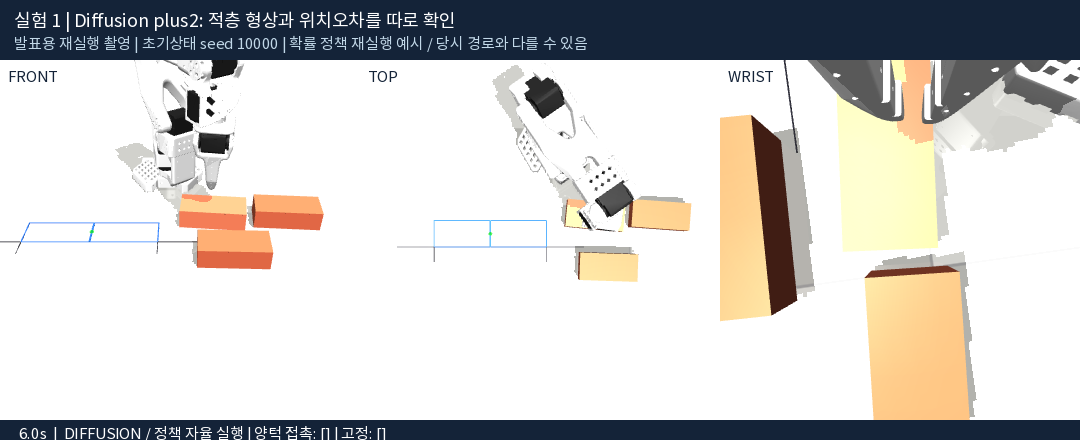 실험 1 | Diffusion plus2: 적층 형상과 위치오차를 따로 확인
발표용 재실행 촬영 | 초기상태 seed 10000 | 확률 정책 재실행 예시 / 당시 경로와 다를 수 있음
FRONT
TOP
WRIST
6.0s | DIFFUSION / 정책 자율 실행 | 양턱 접촉: [] | 고정: []